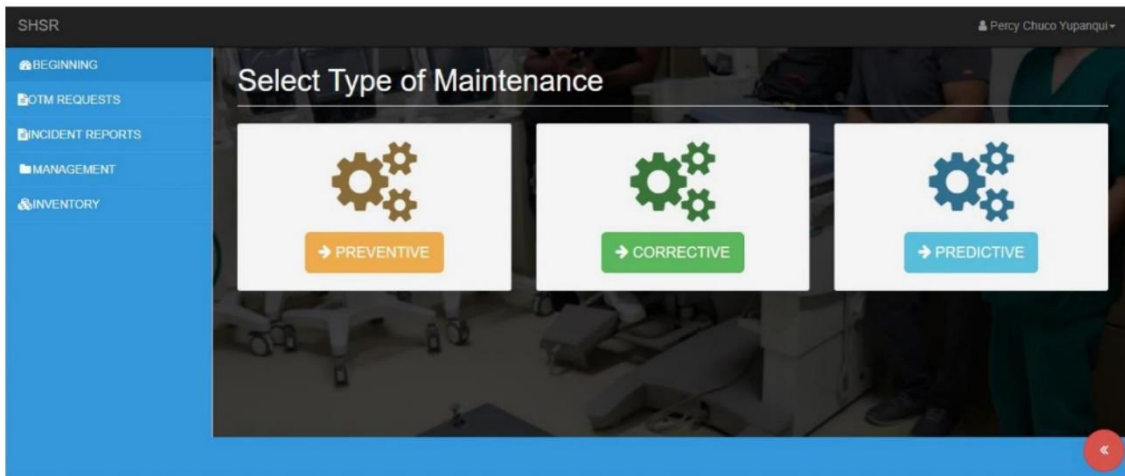 SHSR
Percy Chuco Yupanqui
BEGINNING
OTM REQUESTS
INCIDENT REPORTS
MANAGEMENT
INVENTORY
Select Type of Maintenance
PREVENTIVE
CORRECTIVE
PREDICTIVE